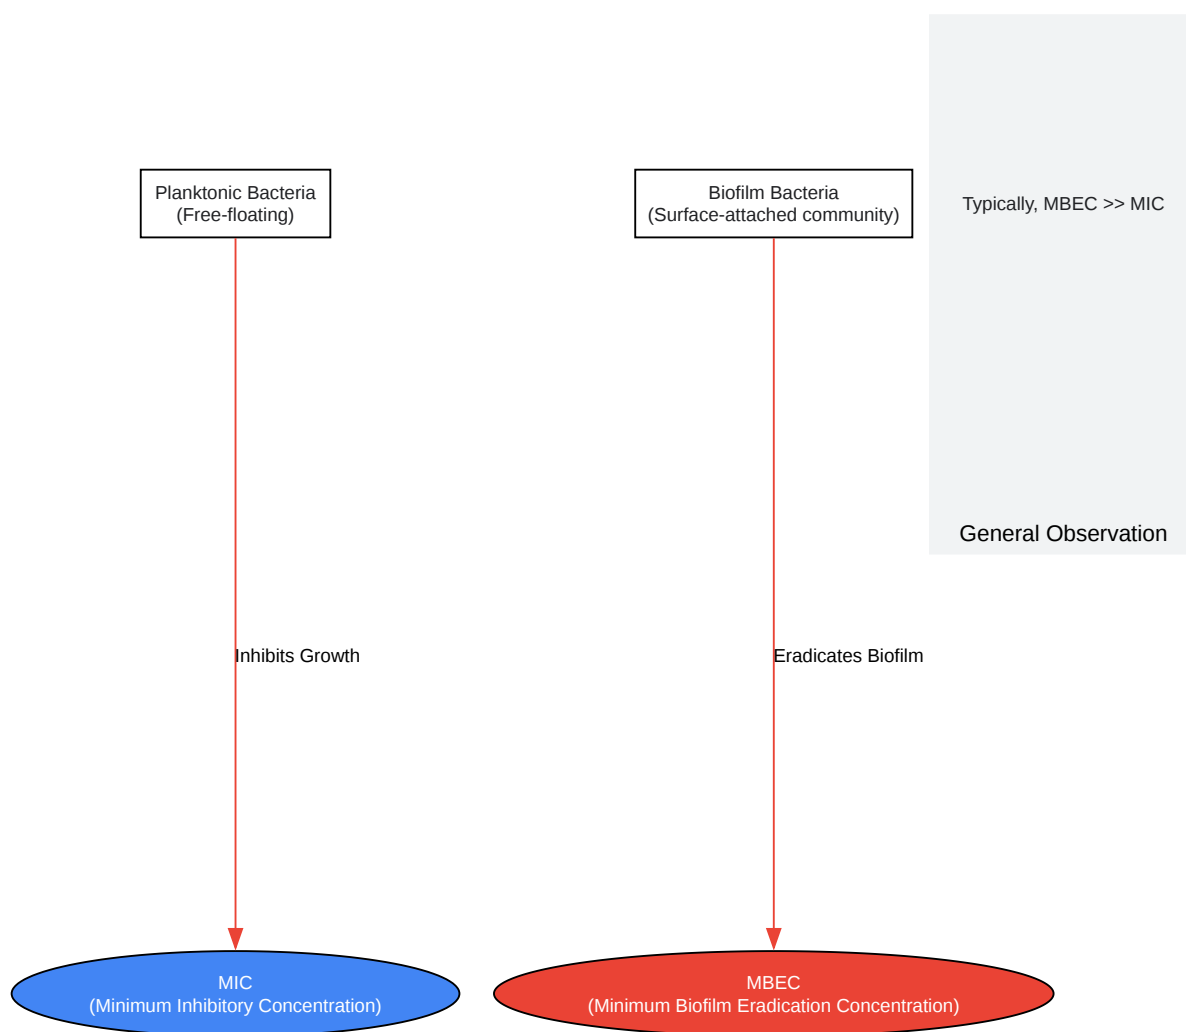 Planktonic Bacteria
(Free-floating)
Biofilm Bacteria
(Surface-attached community)
Typically, MBEC >> MIC
General Observation
Inhibits Growth
Eradicates Biofilm
MIC
(Minimum Inhibitory Concentration)
MBEC
(Minimum Biofilm Eradication Concentration)